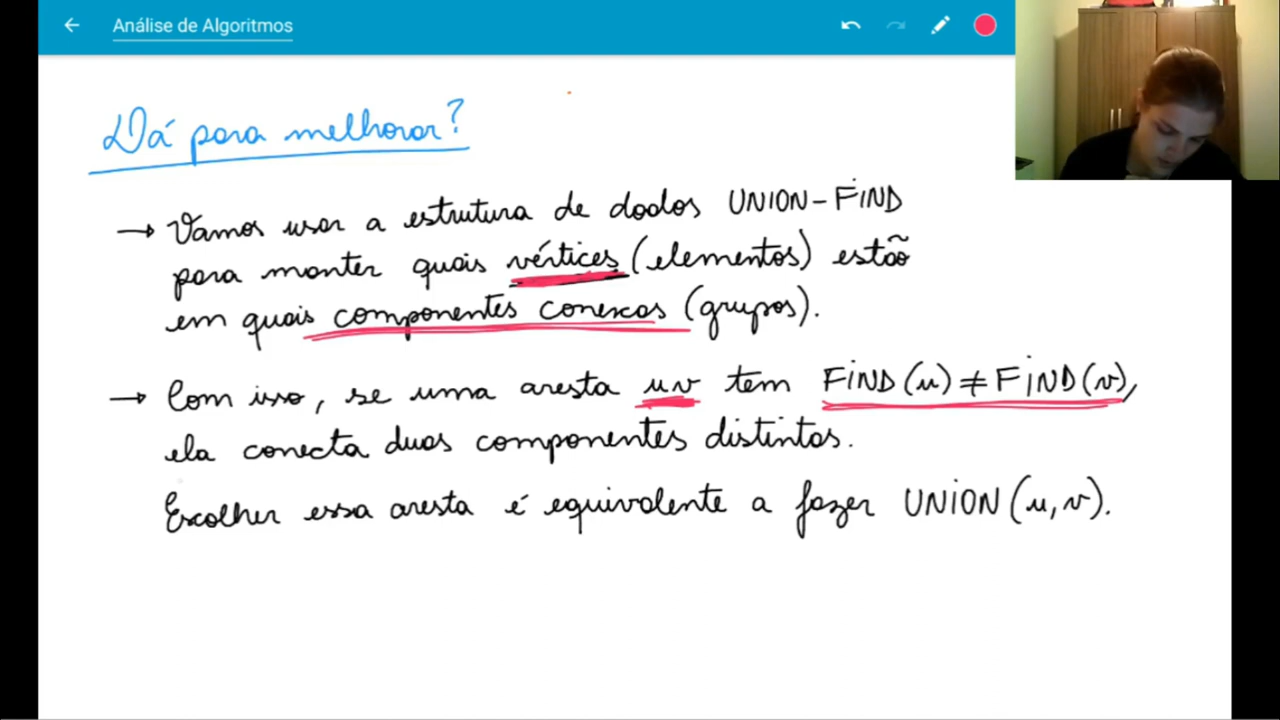 Análise de Algoritmos
Dá para melhorar?
→ Vamos usar a estrutura de dados UNION-FIND
para manter quais vértices (elementos) estão
em quais componentes conexas (grupos).
→ Com isso, se uma aresta uv tem FIND(u) ≠ FIND(v),
ela conecta duas componentes distintas.
Escolher essa aresta é equivalente a fazer UNION(u,v).